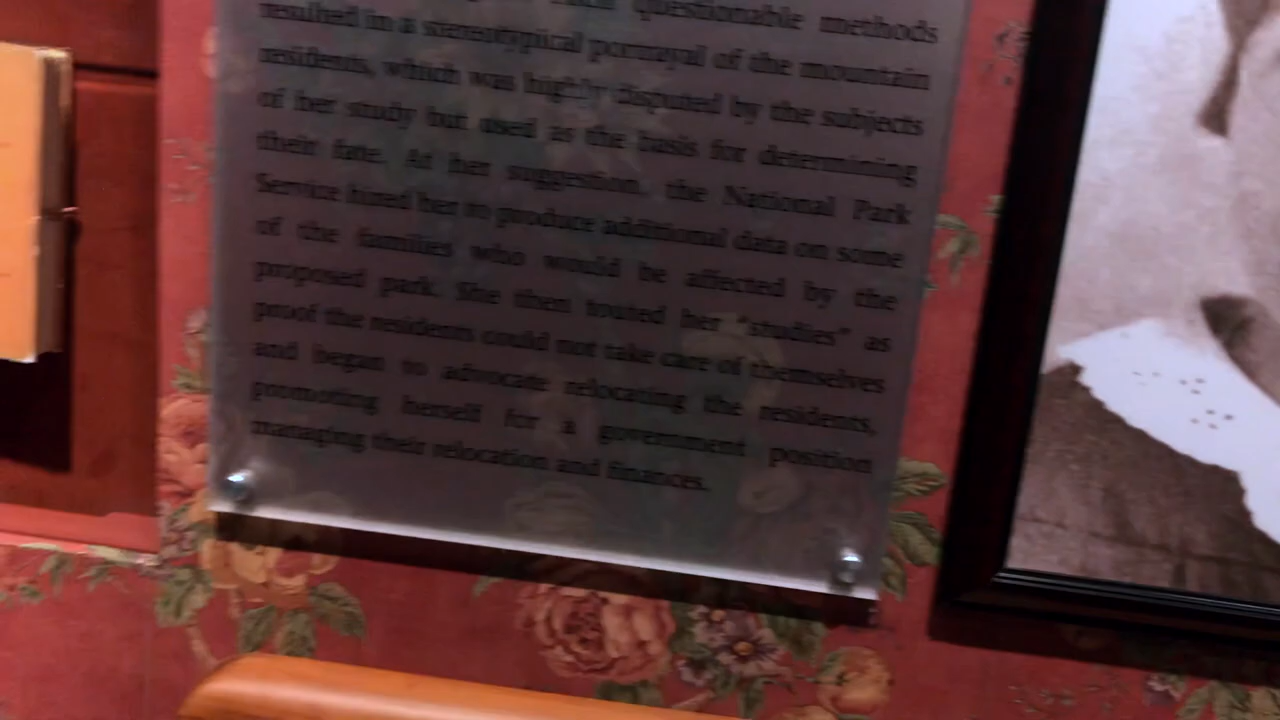 questionable methods
resulted in a stereotypical portrayal of the mountain
residents, which was highly disputed by the subjects
of her study but used as the basis for determining
their fate. At her suggestion, the National Park
Service hired her to produce additional data on some
of the families who would be affected by the
proposed park. She then touted her "studies" as
proof the residents could not take care of themselves
and began to advocate relocating the residents,
promoting herself for a government position
managing their relocation and finances.